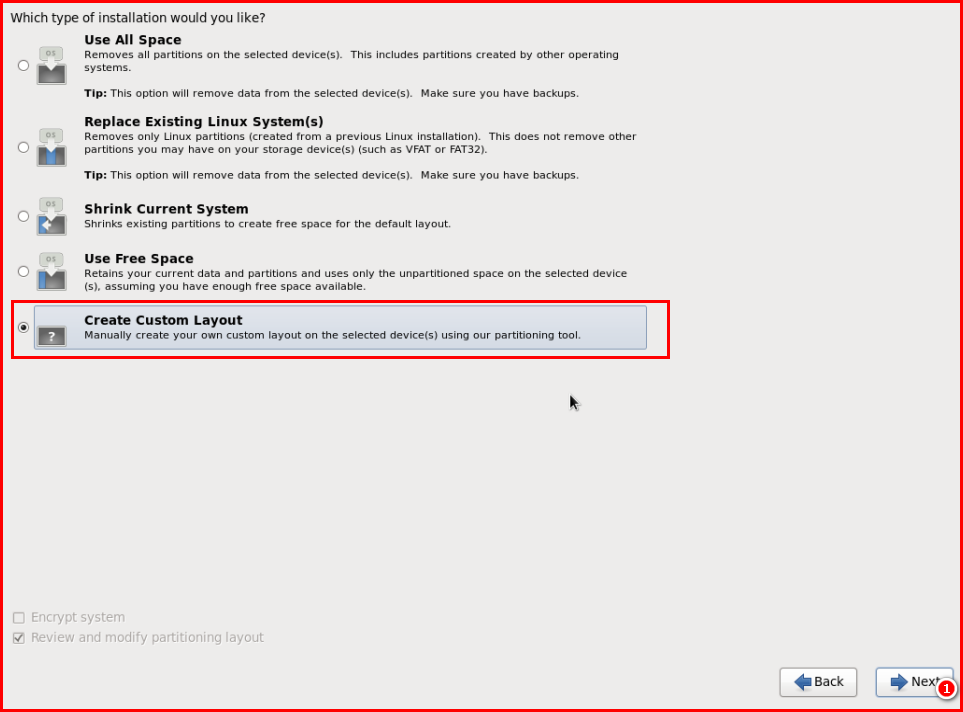 Which type of installation would you like?
OS
Use All Space
Removes all partitions on the selected device(s).  This includes partitions created by other operating
systems.
Tip: This option will remove data from the selected device(s).  Make sure you have backups.
OS
Replace Existing Linux System(s)
Removes only Linux partitions (created from a previous Linux installation).  This does not remove other
partitions you may have on your storage device(s) (such as VFAT or FAT32).
Tip: This option will remove data from the selected device(s).  Make sure you have backups.
OS
Shrink Current System
Shrinks existing partitions to create free space for the default layout.
OS
Use Free Space
Retains your current data and partitions and uses only the unpartitioned space on the selected device
(s), assuming you have enough free space available.
?
Create Custom Layout
Manually create your own custom layout on the selected device(s) using our partitioning tool.
Encrypt system
Review and modify partitioning layout
Back
Next
1